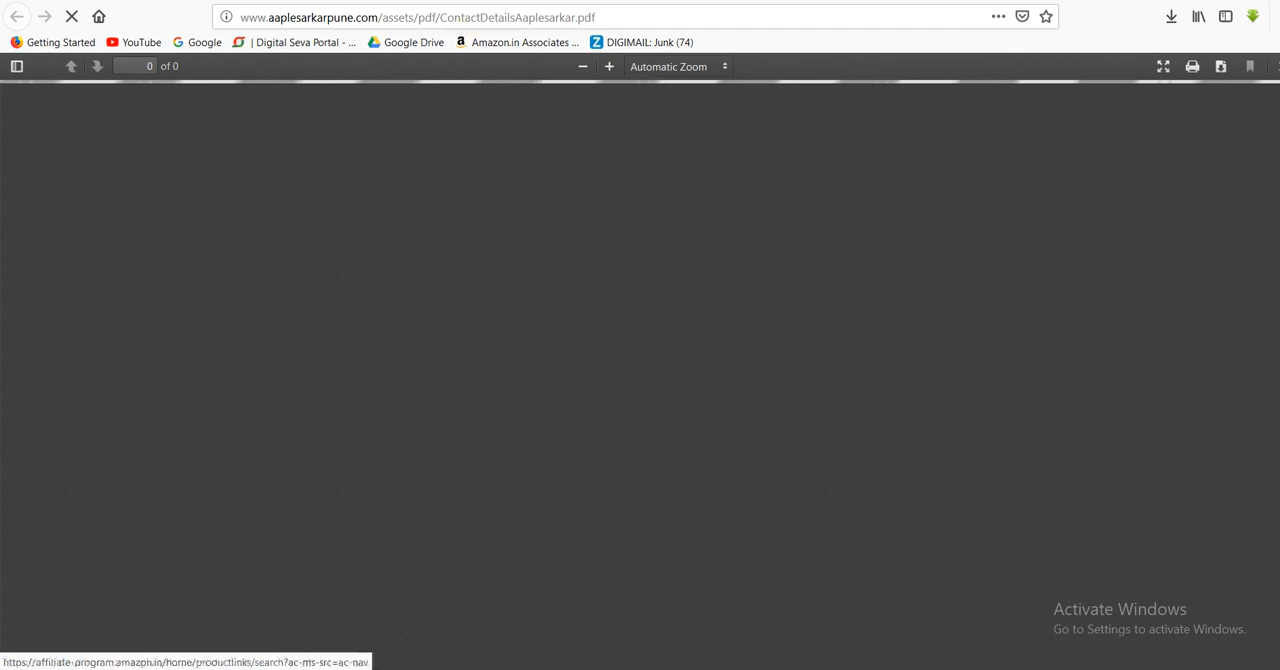 www.aaplesarkarpune.com/assets/pdf/ContactDetailsAaplesarkar.pdf
Getting Started YouTube Google | Digital Seva Portal - ... Google Drive Amazon.in Associates ... DIGIMAIL: Junk (74)
0 of 0 Automatic Zoom
Activate Windows
Go to Settings to activate Windows.
https://affiliate-program.amazon.in/home/productlinks/search?ac-ms-src=ac-nav